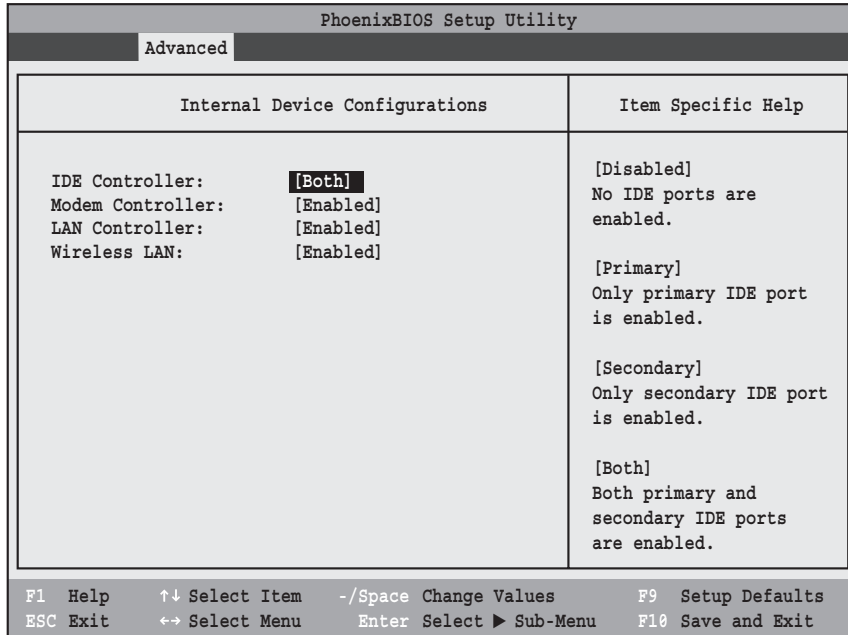 PhoenixBIOS Setup Utility
Advanced
Internal Device Configurations
Item Specific Help
IDE Controller: [Both]
Modem Controller: [Enabled]
LAN Controller: [Enabled]
Wireless LAN: [Enabled]
[Disabled]
No IDE ports are
enabled.
[Primary]
Only primary IDE port
is enabled.
[Secondary]
Only secondary IDE port
is enabled.
[Both]
Both primary and
secondary IDE ports
are enabled.
F1 Help ↑↓ Select Item -/Space Change Values F9 Setup Defaults
ESC Exit ←→ Select Menu Enter Select ▶ Sub-Menu F10 Save and Exit